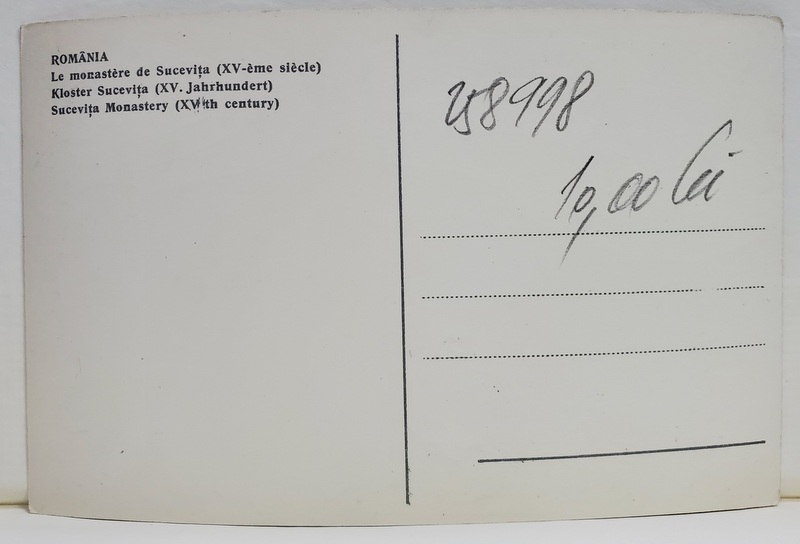 ROMÂNIA
Le monastère de Sucevița (XV-ème siècle)
Kloster Sucevița (XV. Jahrhundert)
Sucevița Monastery (XV th century)
258998
10,00 lei